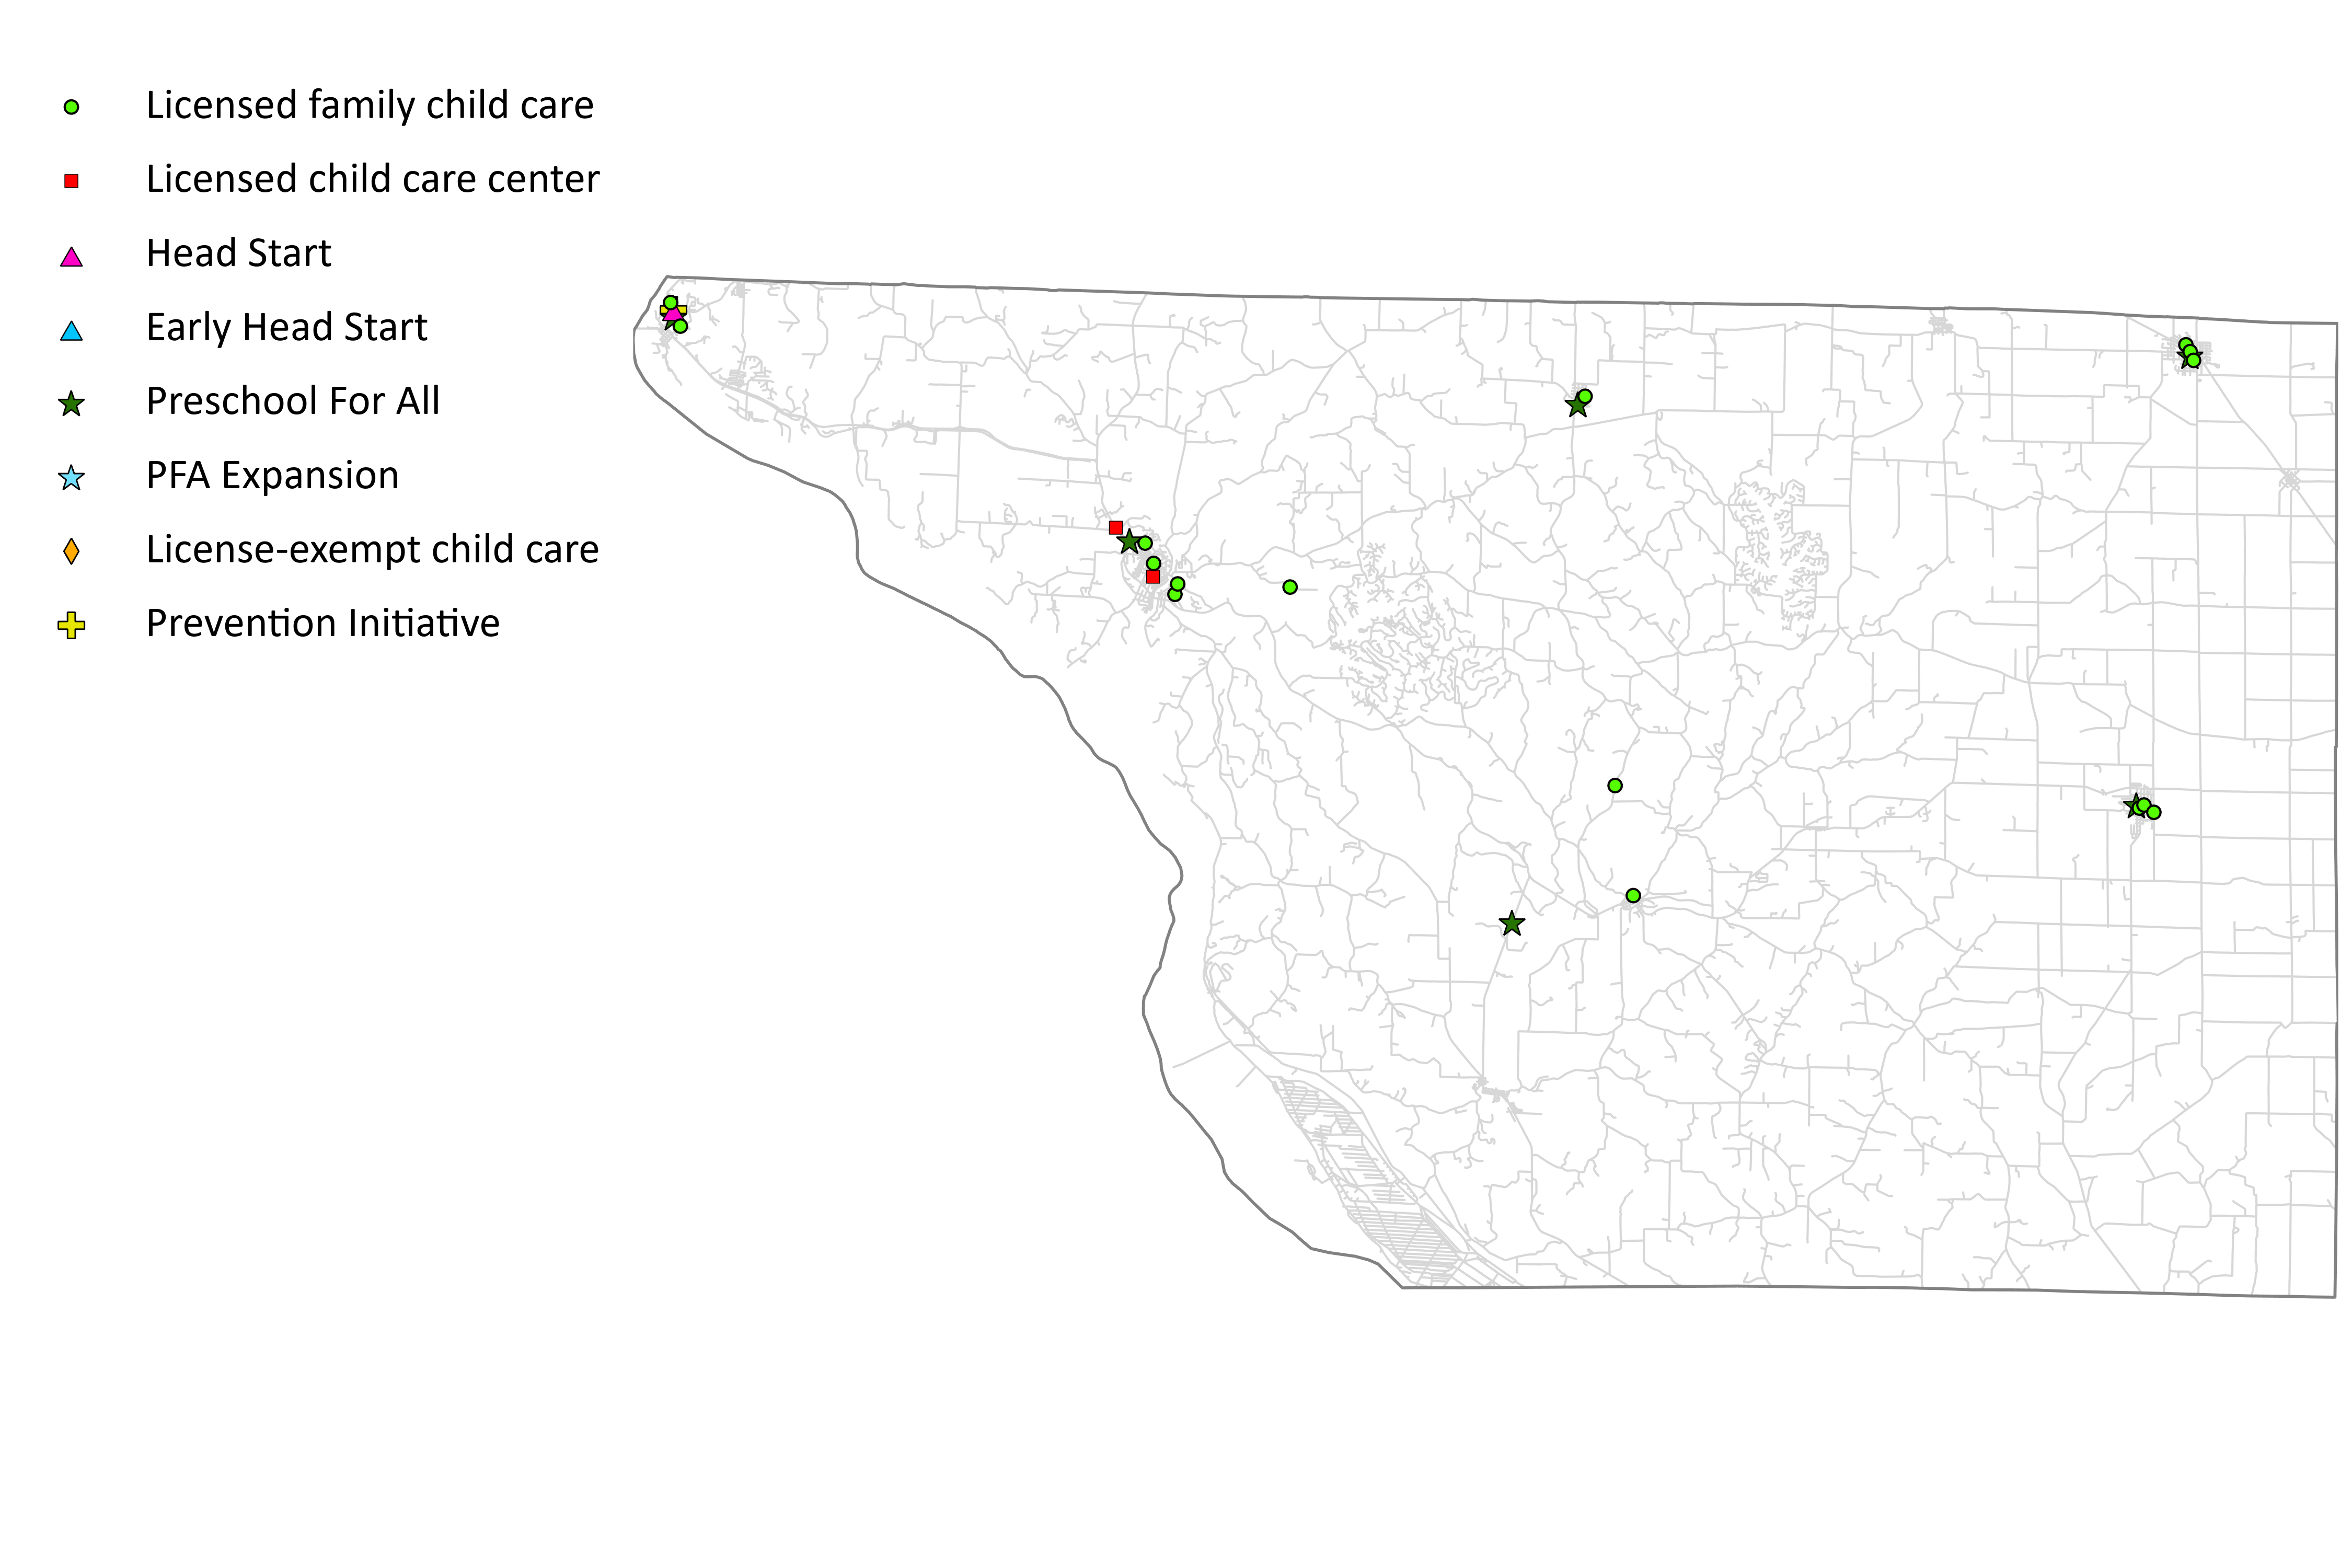 Licensed family child care
Licensed child care center
Head Start
Early Head Start
Preschool For All
PFA Expansion
License-exempt child care
Prevention Initiative